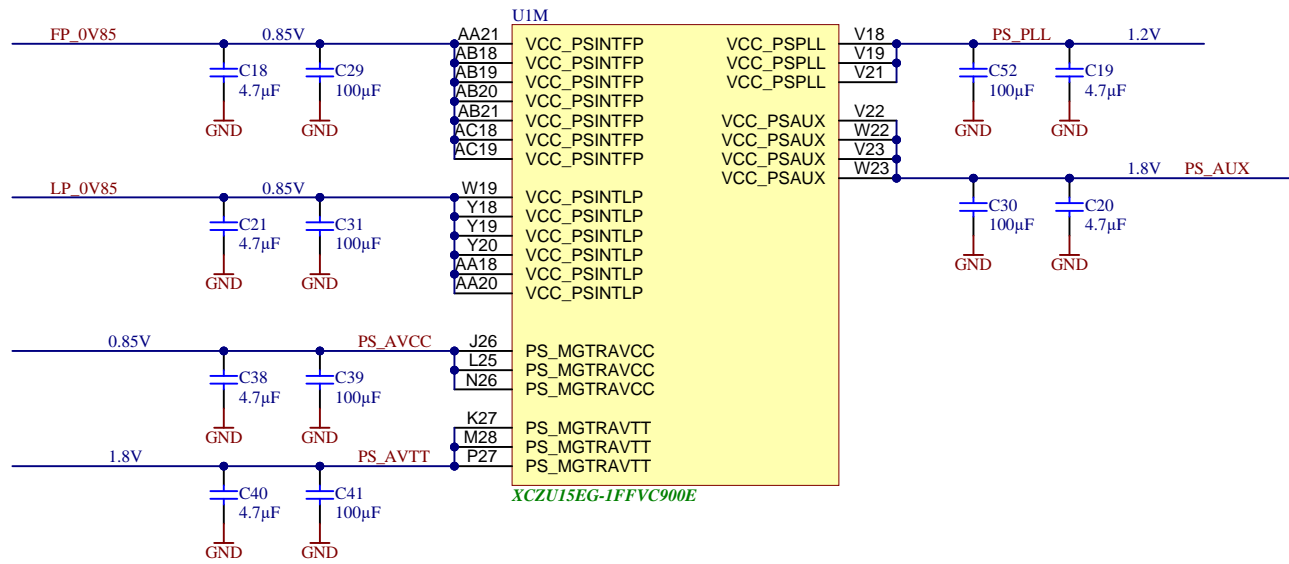 U1M
FP_0V85 0.85V AA21 VCC_PSINTFP VCC_PSPLL V18 PS_PLL 1.2V
AB18 VCC_PSINTFP VCC_PSPLL V19
C18 C29 AB19 VCC_PSINTFP VCC_PSPLL V21 C52 C19
4.7µF 100µF AB20 VCC_PSINTFP 100µF 4.7µF
AB21 VCC_PSINTFP VCC_PSAUX V22
GND GND AC18 VCC_PSINTFP VCC_PSAUX W22 GND GND
AC19 VCC_PSINTFP VCC_PSAUX V23
VCC_PSAUX W23 1.8V PS_AUX
LP_0V85 0.85V W19 VCC_PSINTLP
Y18 VCC_PSINTLP C30 C20
C21 C31 Y19 VCC_PSINTLP 100µF 4.7µF
4.7µF 100µF Y20 VCC_PSINTLP
AA18 VCC_PSINTLP GND GND
GND GND AA20 VCC_PSINTLP
0.85V PS_AVCC J26 PS_MGTRAVCC
L25 PS_MGTRAVCC
C38 C39 N26 PS_MGTRAVCC
4.7µF 100µF
K27 PS_MGTRAVTT
GND GND M28 PS_MGTRAVTT
1.8V PS_AVTT P27 PS_MGTRAVTT
C40 C41 XCZU15EG-1FFVC900E
4.7µF 100µF
GND GND